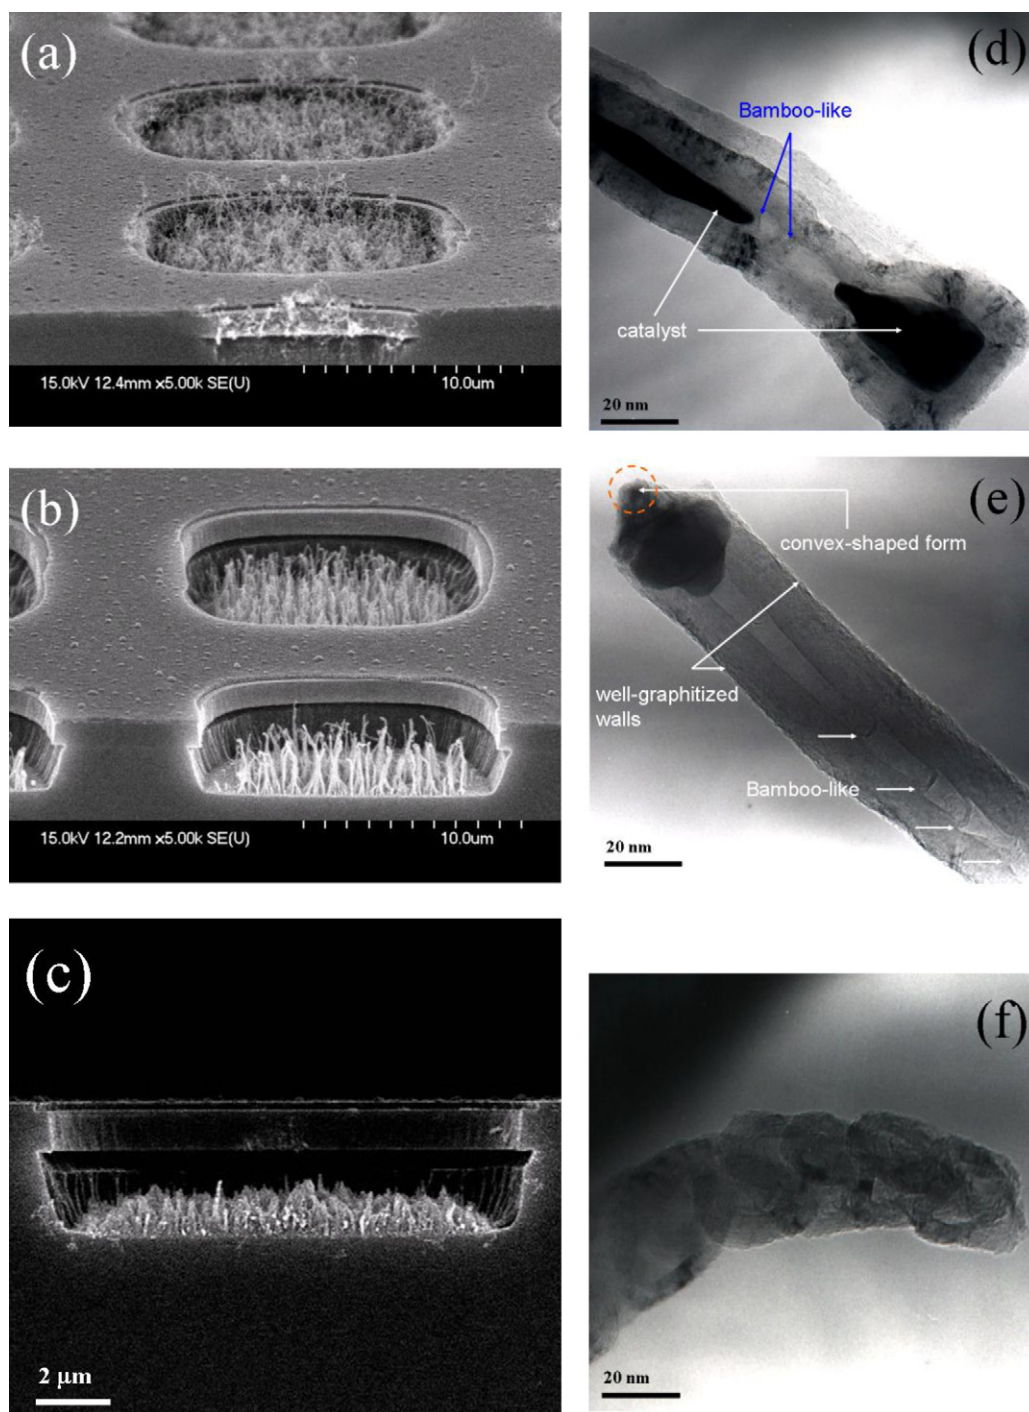 (a)
15.0kV 12.4mm x5.00k SE(U)
10.0um
(b)
15.0kV 12.2mm x5.00k SE(U)
10.0um
(c)
2 μm
(d)
Bamboo-like
catalyst
20 nm
(e)
convex-shaped form
well-graphitized
walls
Bamboo-like
20 nm
(f)
20 nm